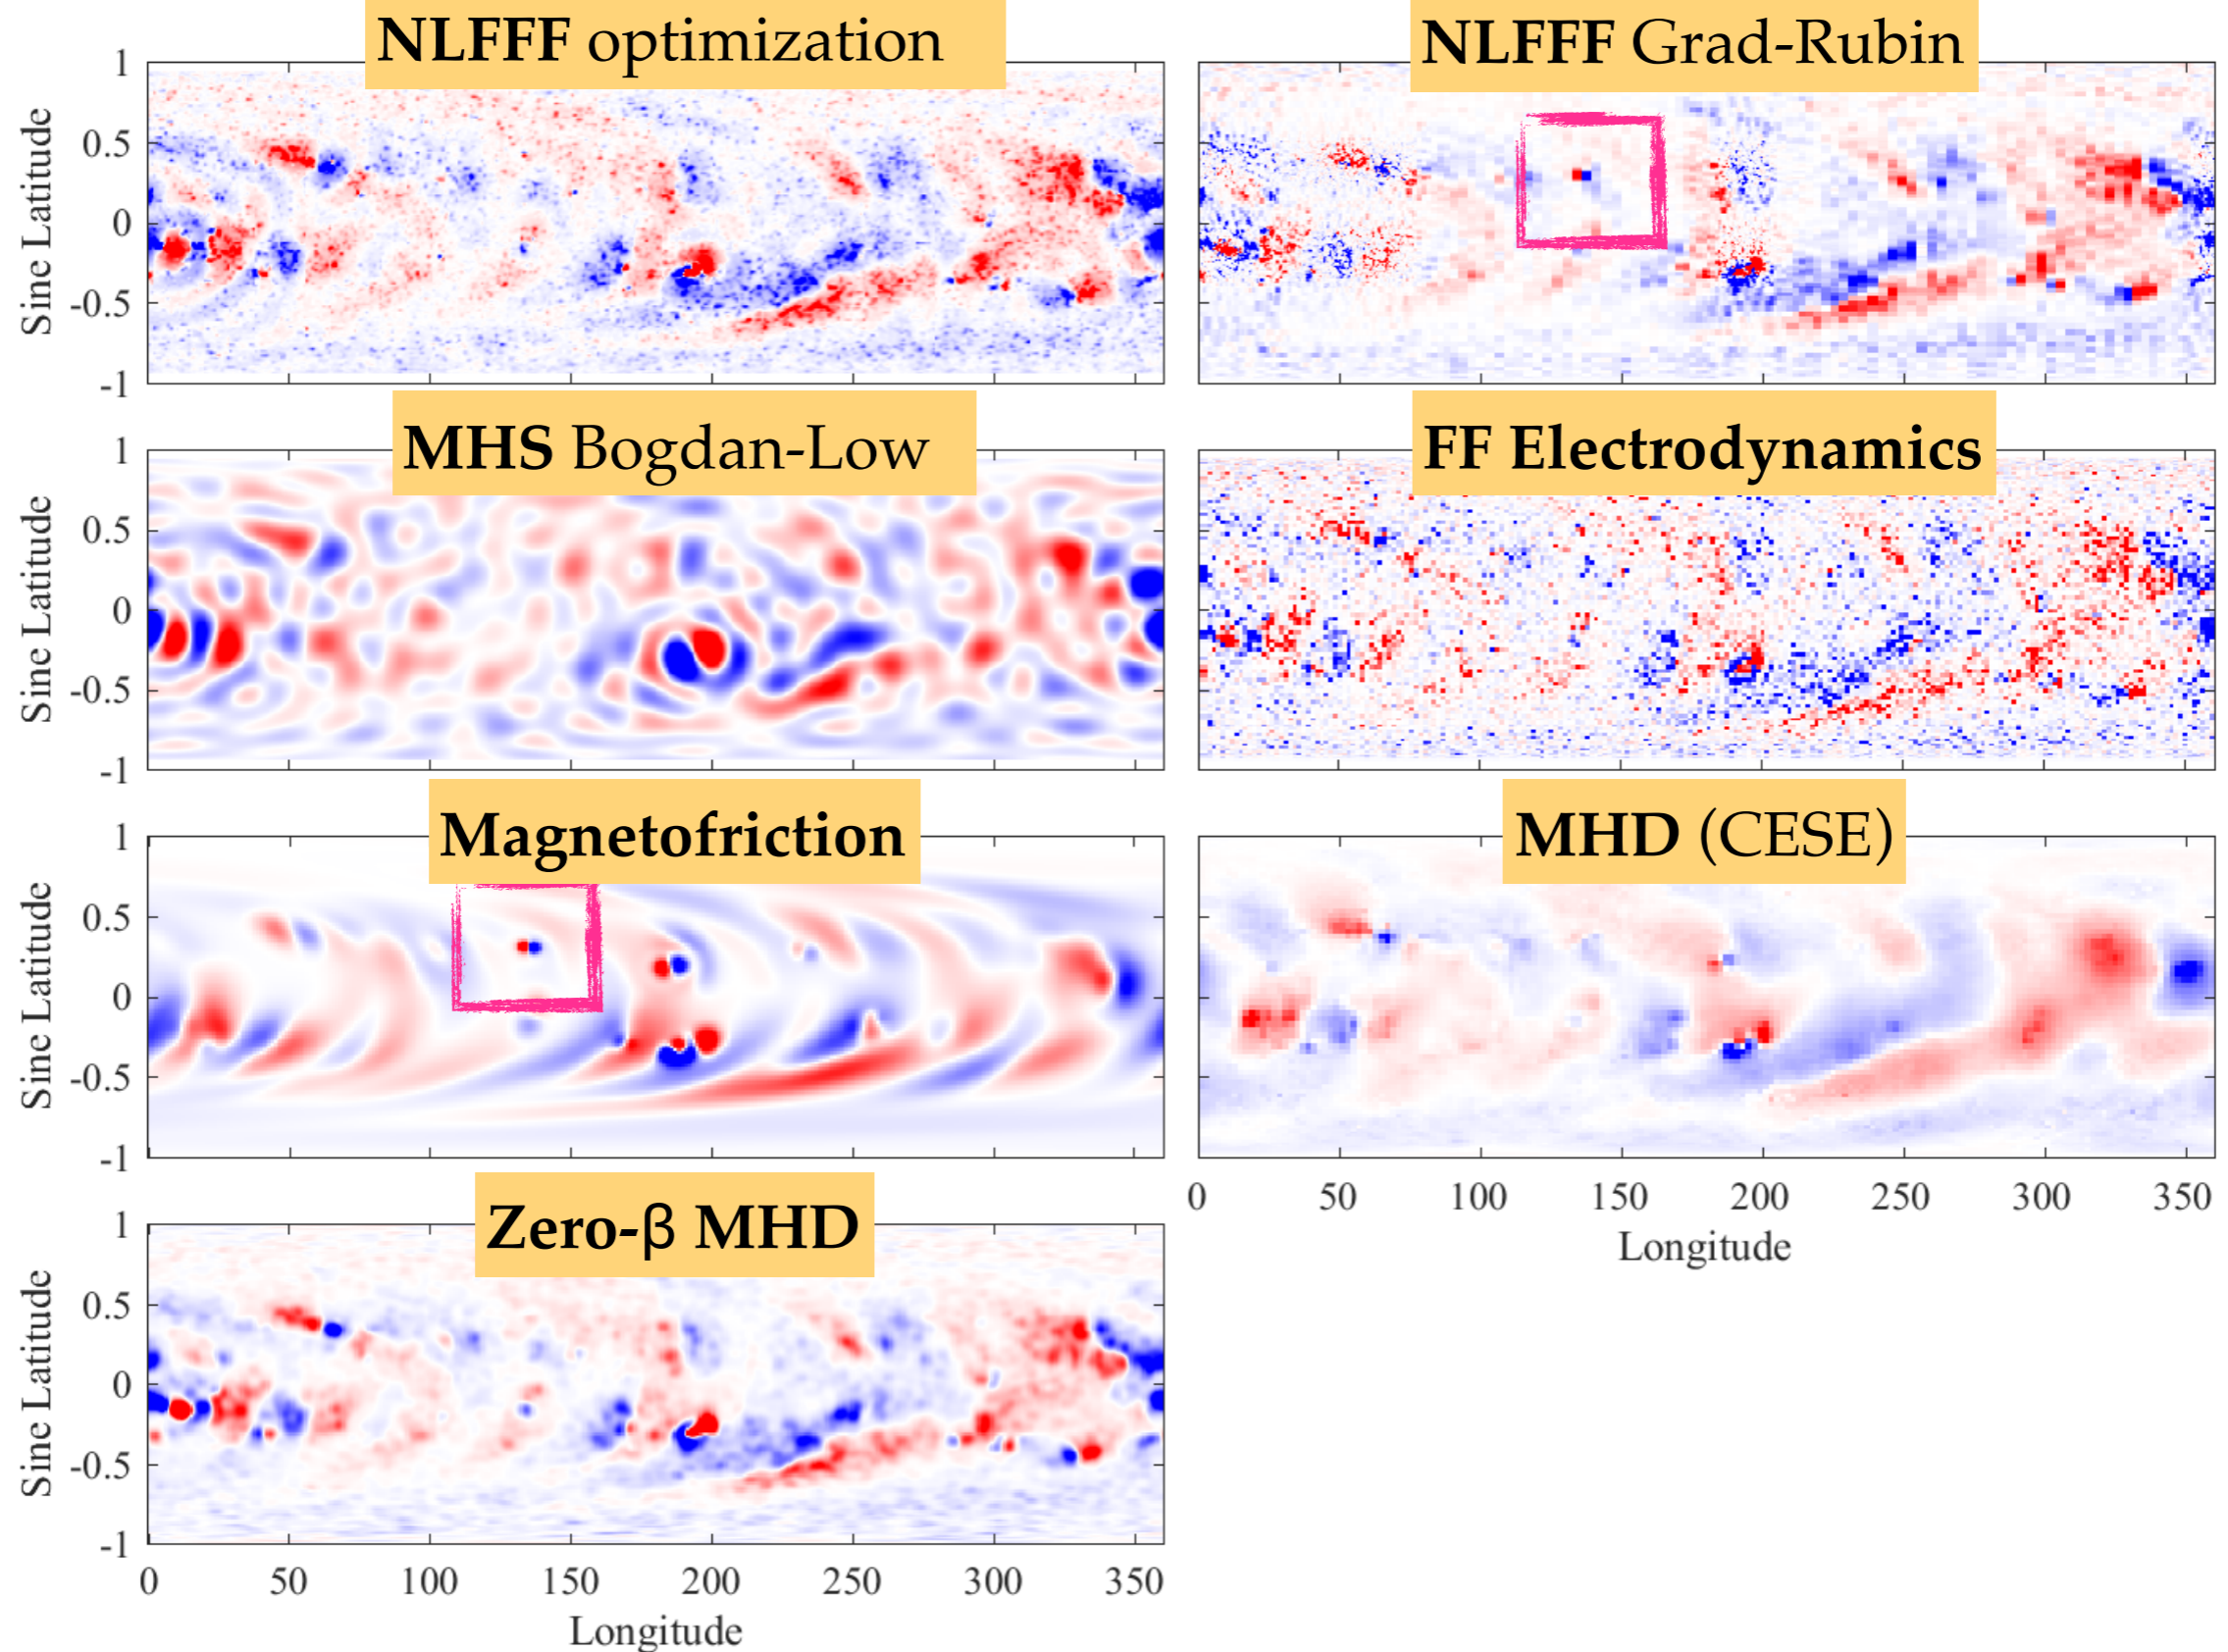 NLFFF optimization
NLFFF Grad-Rubin
1
0.5
0
-0.5
-1
Sine Latitude
MHS Bogdan-Low
FF Electrodynamics
1
0.5
0
-0.5
-1
Sine Latitude
Magnetofriction
MHD (CESE)
1
0.5
0
-0.5
-1
Sine Latitude
0 50 100 150 200 250 300 350
Longitude
Zero-β MHD
1
0.5
0
-0.5
-1
Sine Latitude
0 50 100 150 200 250 300 350
Longitude